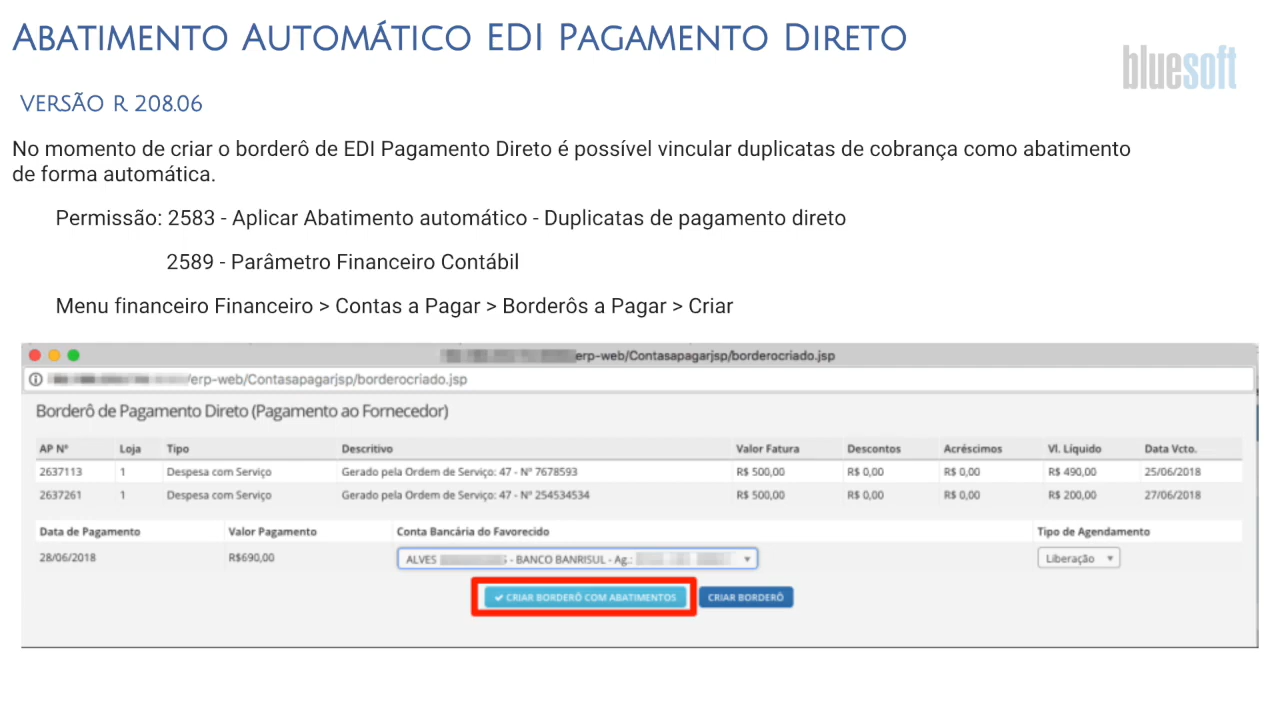 Abatimento Automático EDI Pagamento Direto
bluesoft
versão R 208.06
No momento de criar o borderô de EDI Pagamento Direto é possível vincular duplicatas de cobrança como abatimento
de forma automática.
Permissão: 2583 - Aplicar Abatimento automático - Duplicatas de pagamento direto
2589 - Parâmetro Financeiro Contábil
Menu financeiro Financeiro > Contas a Pagar > Borderôs a Pagar > Criar
erp-web/Contasapagarjsp/borderocriado.jsp
/erp-web/Contasapagarjsp/borderocriado.jsp
Borderô de Pagamento Direto (Pagamento ao Fornecedor)
AP Nº Loja Tipo Descritivo Valor Fatura Descontos Acréscimos Vl. Líquido Data Vcto.
2637113 1 Despesa com Serviço Gerado pela Ordem de Serviço: 47 - Nº 7678593 R$ 500,00 R$ 0,00 R$ 0,00 R$ 490,00 25/06/2018
2637261 1 Despesa com Serviço Gerado pela Ordem de Serviço: 47 - Nº 254534534 R$ 500,00 R$ 0,00 R$ 0,00 R$ 200,00 27/06/2018
Data de Pagamento Valor Pagamento Conta Bancária do Favorecido Tipo de Agendamento
28/06/2018 R$690,00 ALVES - BANCO BANRISUL - Ag.: Liberação
CRIAR BORDERÔ COM ABATIMENTOS CRIAR BORDERÔ